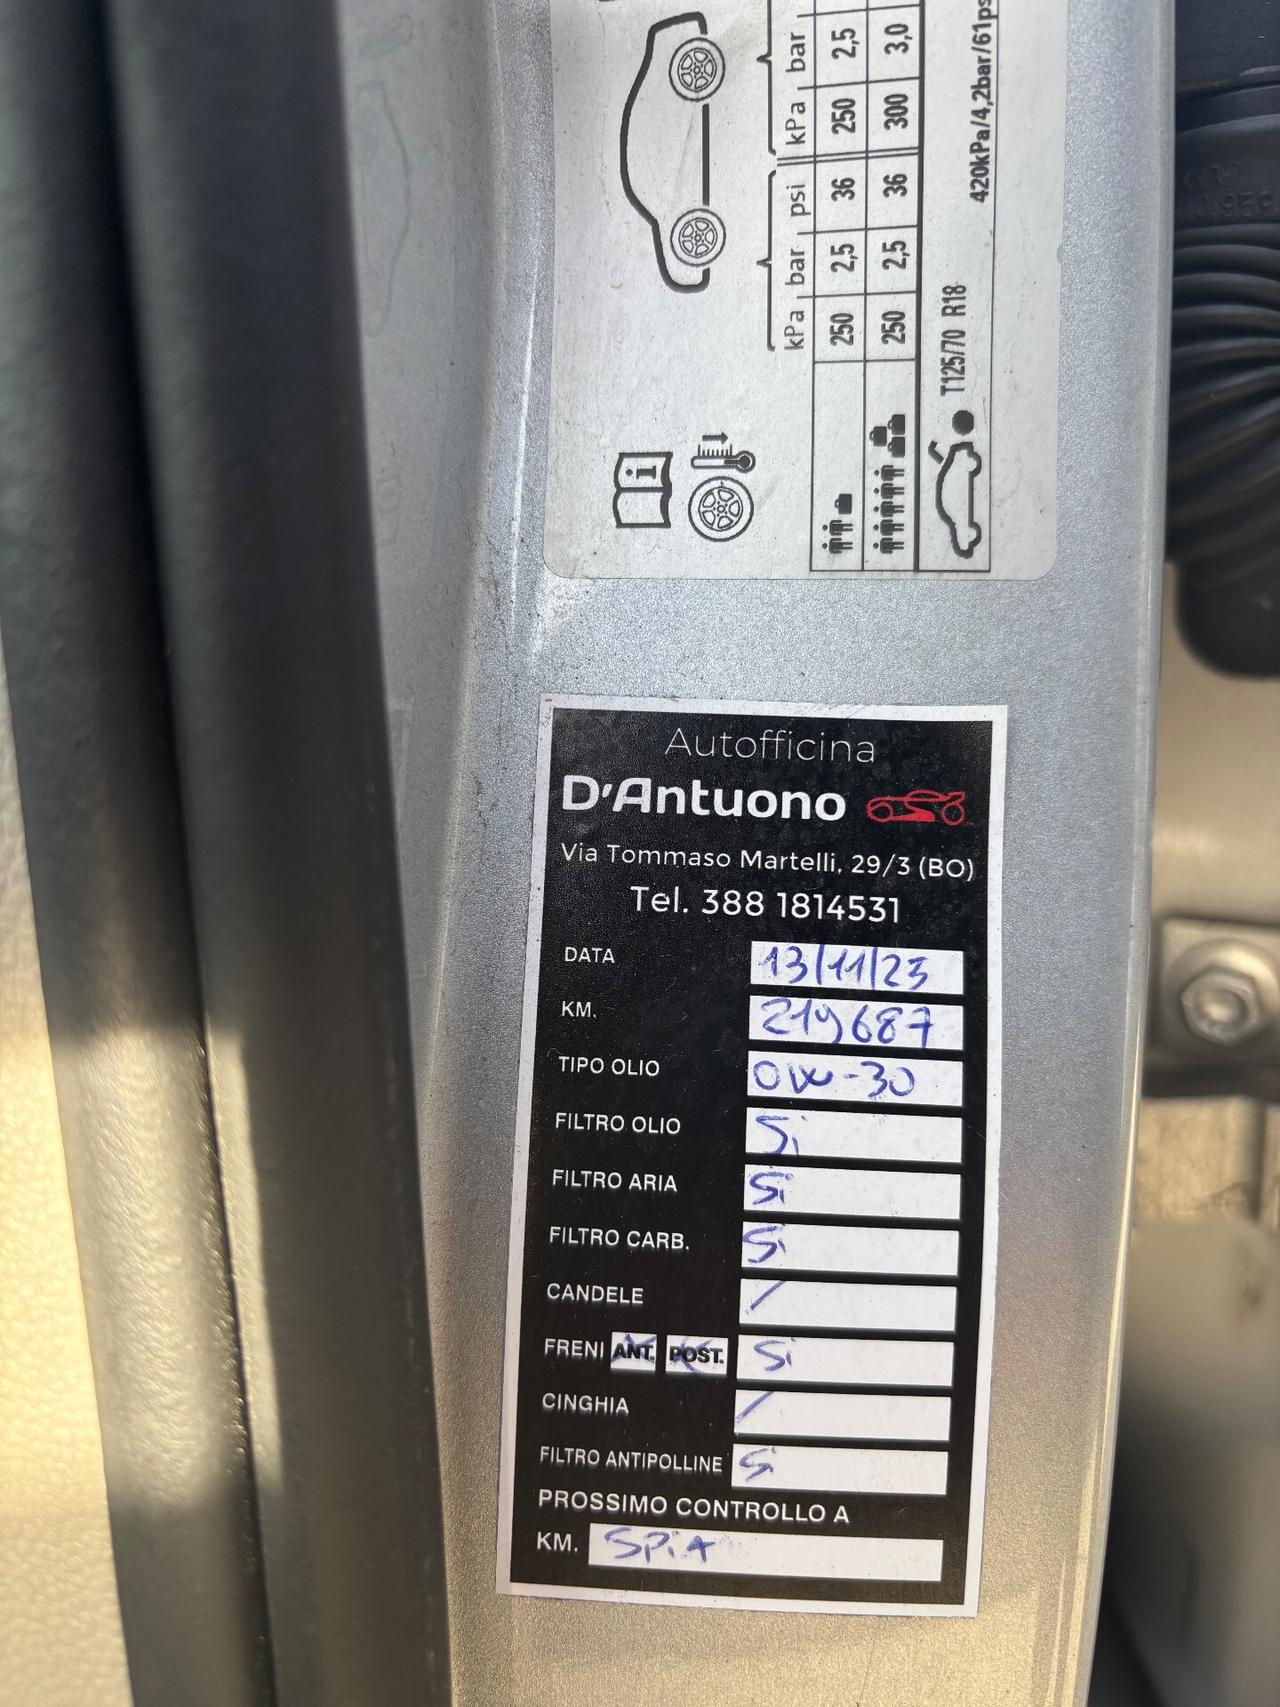 kPa bar psi kPa bar
250 2,5 36 250 2,5
250 2,5 36 300 3,0
T125/70 R18 420kPa/4,2bar/61ps
Autofficina
D'Antuono
Via Tommaso Martelli, 29/3 (BO)
Tel. 388 1814531
DATA 13/11/23
KM. 219687
TIPO OLIO 0W-30
FILTRO OLIO Si
FILTRO ARIA Si
FILTRO CARB. Si
CANDELE /
FRENI ANT. POST. Si
CINGHIA /
FILTRO ANTIPOLLINE Si
PROSSIMO CONTROLLO A
KM. SPiA